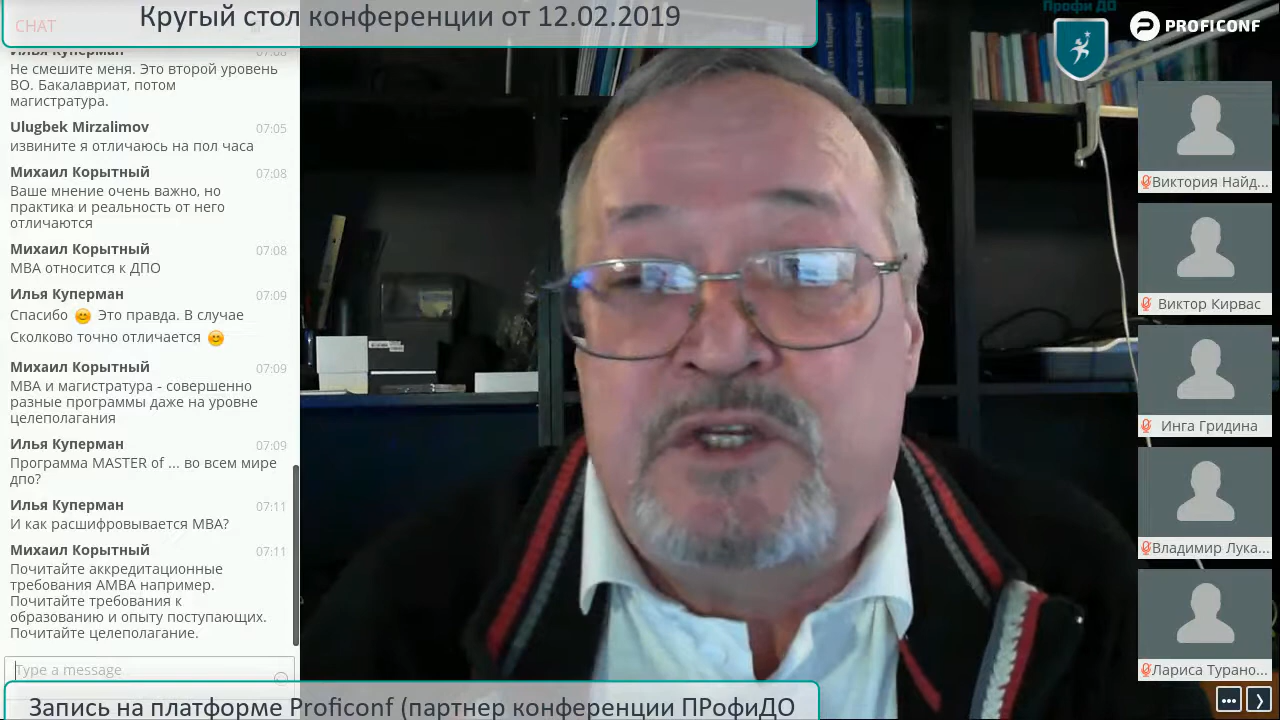 Кругый стол конференции от 12.02.2019
CHAT
Илья Куперман 07:08
Не смешите меня. Это второй уровень
ВО. Бакалавриат, потом
магистратура.
Ulugbek Mirzalimov 07:05
извините я отличаюсь на пол часа
Михаил Корытный 07:08
Ваше мнение очень важно, но
практика и реальность от него
отличаются
Михаил Корытный 07:08
МВА относится к ДПО
Илья Куперман 07:09
Спасибо 😊 Это правда. В случае
Сколково точно отличается 😊
Михаил Корытный 07:09
МВА и магистратура - совершенно
разные программы даже на уровне
целеполагания
Илья Куперман 07:09
Программа MASTER of ... во всем мире
дпо?
Илья Куперман 07:11
И как расшифровывается МВА?
Михаил Корытный 07:11
Почитайте аккредитационные
требования АМВА например.
Почитайте требования к
образованию и опыту поступающих.
Почитайте целеполагание.
Type a message
Запись на платформе Proficonf (партнер конференции ПРофиДО
Профи ДО
PROFICONF
Виктория Найд...
Виктор Кирвас
Инга Гридина
Владимир Лука...
Лариса Турано...